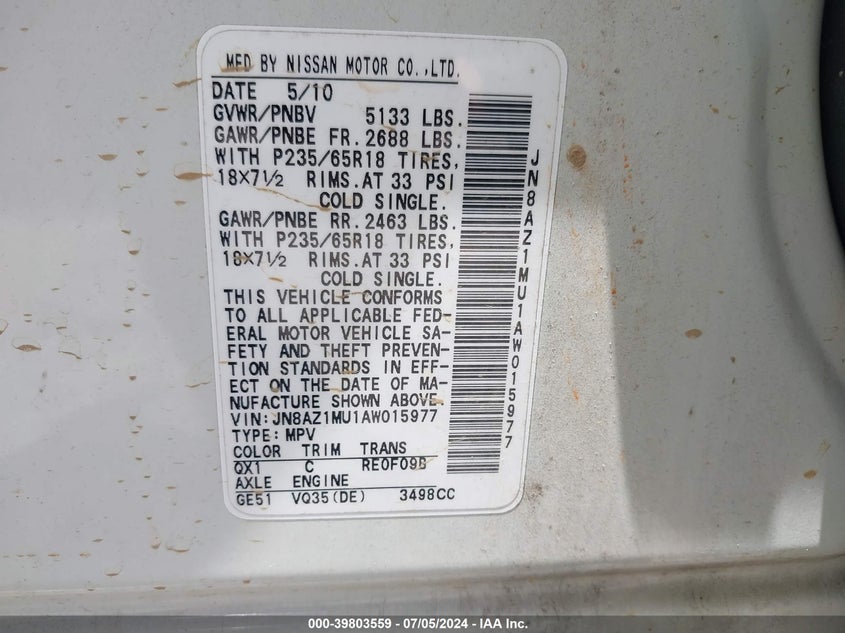 MFD BY NISSAN MOTOR CO.,LTD.
DATE 5/10
GVWR/PNBV 5133 LBS.
GAWR/PNBE FR.2688 LBS.
WITH P235/65R18 TIRES,
18X7½ RIMS.AT 33 PSI
COLD SINGLE.
GAWR/PNBE RR.2463 LBS.
WITH P235/65R18 TIRES,
18X7½ RIMS.AT 33 PSI
COLD SINGLE.
THIS VEHICLE CONFORMS
TO ALL APPLICABLE FED-
ERAL MOTOR VEHICLE SA-
FETY AND THEFT PREVEN-
TION STANDARDS IN EFF-
ECT ON THE DATE OF MA-
NUFACTURE SHOWN ABOVE.
VIN:JN8AZ1MU1AW015977
TYPE:MPV
COLOR TRIM TRANS
QX1 C RE0F09B
AXLE ENGINE
GE51 VQ35(DE) 3498CC
JN8AZ1MU1AW015977
000-39803559 - 07/05/2024 - IAA Inc.